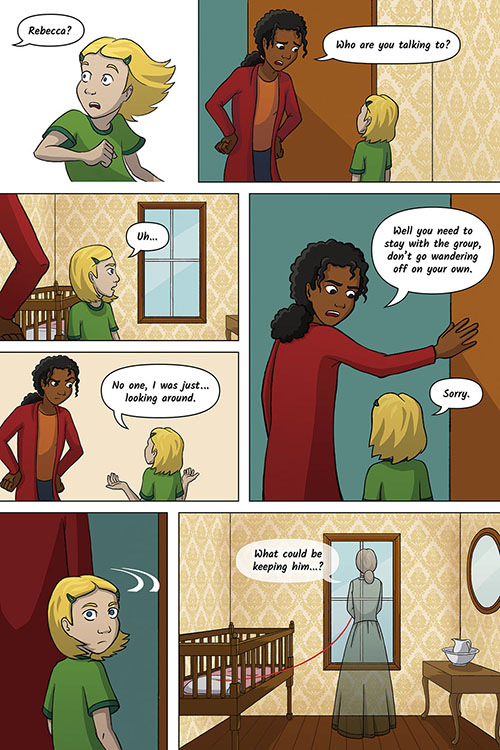 Rebecca?
Who are you talking to?
Uh...
Well you need to
stay with the group,
don't go wandering
off on your own.
No one, I was just...
looking around.
Sorry.
What could be
keeping him...?